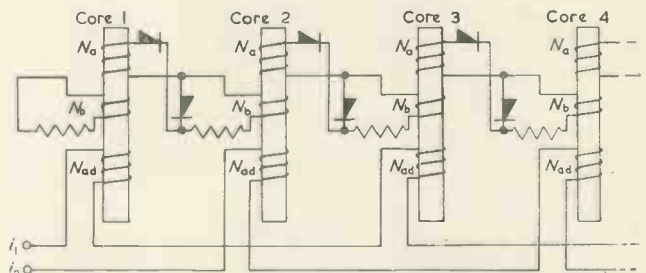 Core 1 Core 2 Core 3 Core 4
Na Na Na Na
Nb Nb Nb Nb
Nad Nad Nad Nad
i1
i2